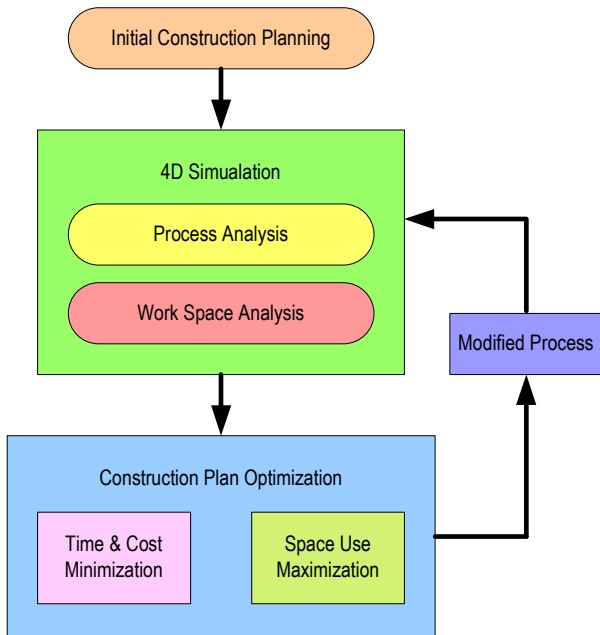 Initial Construction Planning
4D Simualation
Process Analysis
Work Space Analysis
Modified Process
Construction Plan Optimization
Time & Cost
Minimization
Space Use
Maximization